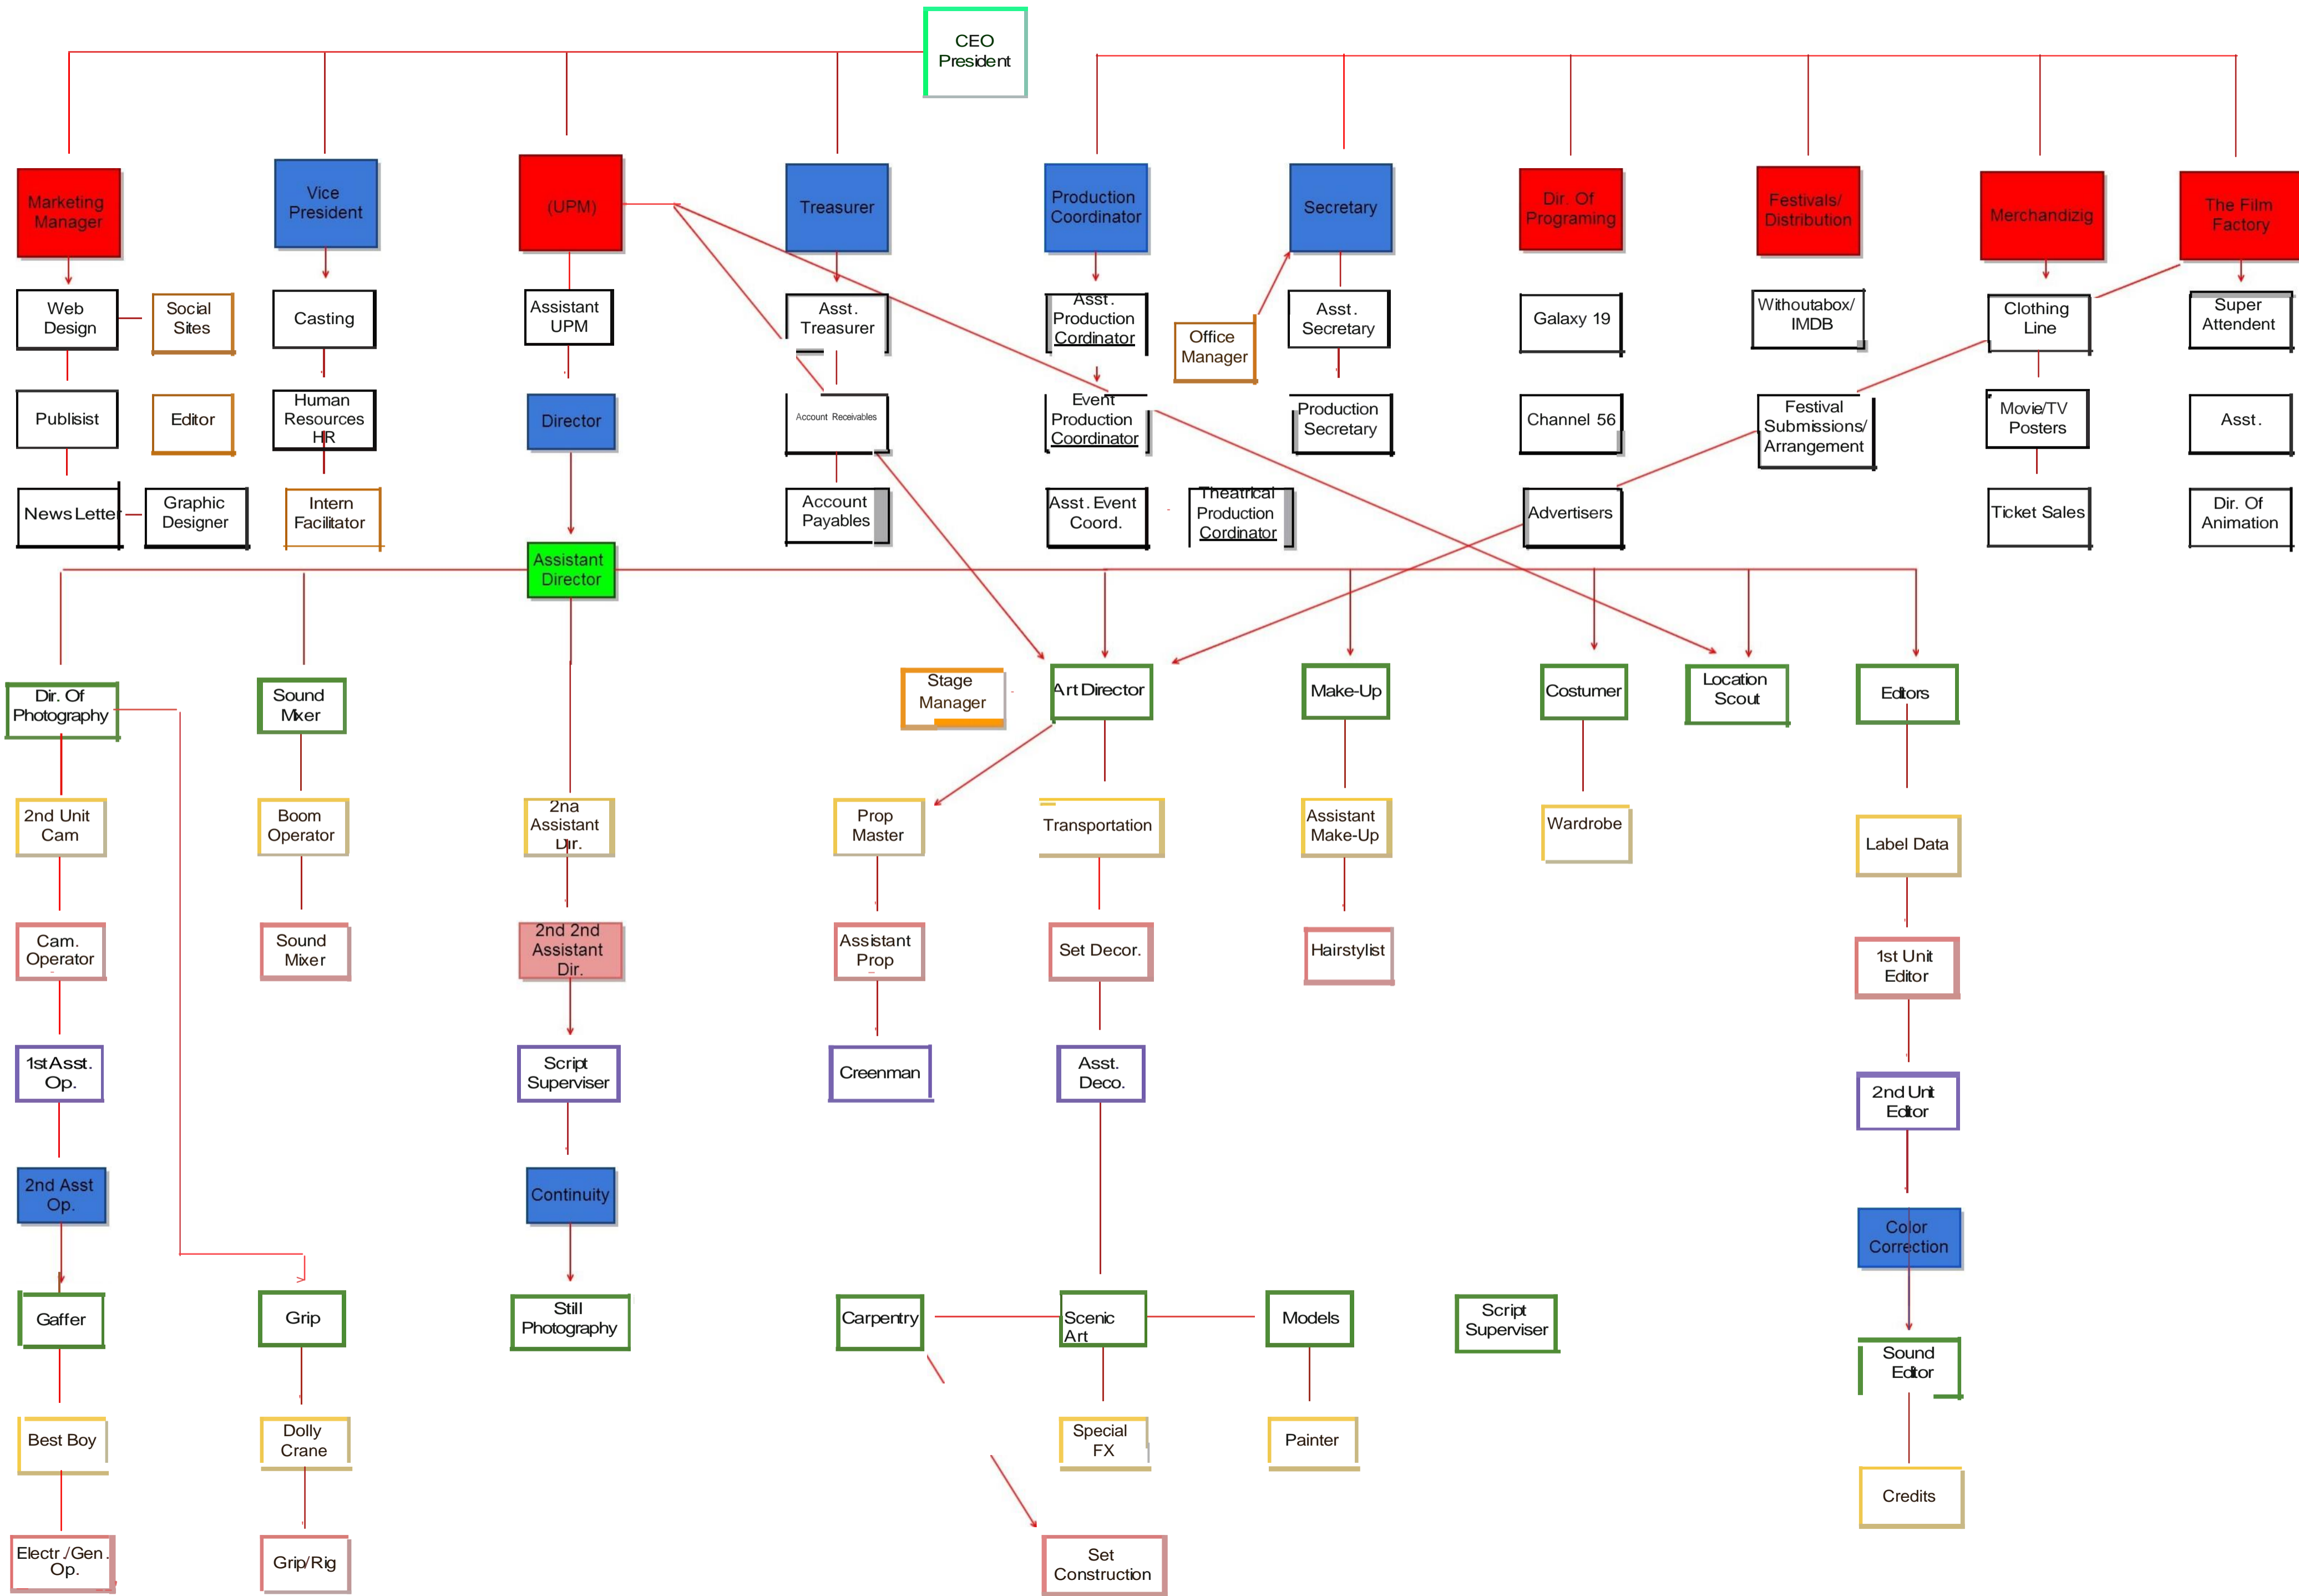 CEO
President
Marketing
Manager
Vice
President
(UPM)
Treasurer
Production
Coordinator
Secretary
Dir. Of
Programing
Festivals/
Distribution
Merchandizig
The Film
Factory
Web
Design
Social
Sites
Casting
Assistant
UPM
Asst.
Treasurer
Asst.
Production
Cordinator
Office
Manager
Asst.
Secretary
Galaxy 19
Withoutabox/
IMDB
Clothing
Line
Super
Attendent
Publisist
Editor
Human
Resources
HR
Director
Account Receivables
Event
Production
Coordinator
Production
Secretary
Channel 56
Festival
Submissions/
Arrangement
Movie/TV
Posters
Asst.
News Letter
Graphic
Designer
Intern
Facilitator
Account
Payables
Asst. Event
Coord.
Theatrical
Production
Cordinator
Advertisers
Ticket Sales
Dir. Of
Animation
Assistant
Director
Dir. Of
Photography
Sound
Mixer
Stage
Manager
Art Director
Make-Up
Costumer
Location
Scout
Editors
2nd Unit
Cam
Boom
Operator
2na
Assistant
Dir.
Prop
Master
Transportation
Assistant
Make-Up
Wardrobe
Label Data
Cam.
Operator
Sound
Mixer
2nd 2nd
Assistant
Dir.
Assistant
Prop
Set Decor.
Hairstylist
1st Unit
Editor
1st Asst.
Op.
Script
Superviser
Creenman
Asst.
Deco.
2nd Unit
Editor
2nd Asst
Op.
Continuity
Color
Correction
Gaffer
Grip
Still
Photography
Carpentry
Scenic
Art
Models
Script
Superviser
Sound
Editor
Best Boy
Dolly
Crane
Special
FX
Painter
Credits
Electr./Gen.
Op.
Grip/Rig
Set
Construction